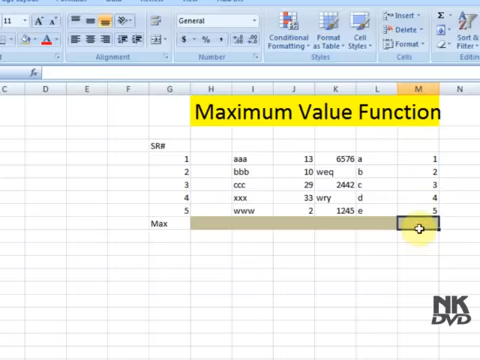 11
General
$ % , .00
Conditional Formatting
Format as Table
Cell Styles
Insert
Delete
Format
Σ
Sort & Filter
Alignment
Number
Styles
Cells
fx
C D E F G H I J K L M N
Maximum Value Function
SR#
1 aaa 13 6576 a 1
2 bbb 10 weq b 2
3 ccc 29 2442 c 3
4 xxx 33 wry d 4
5 www 2 1245 e 5
Max
NK
DVD